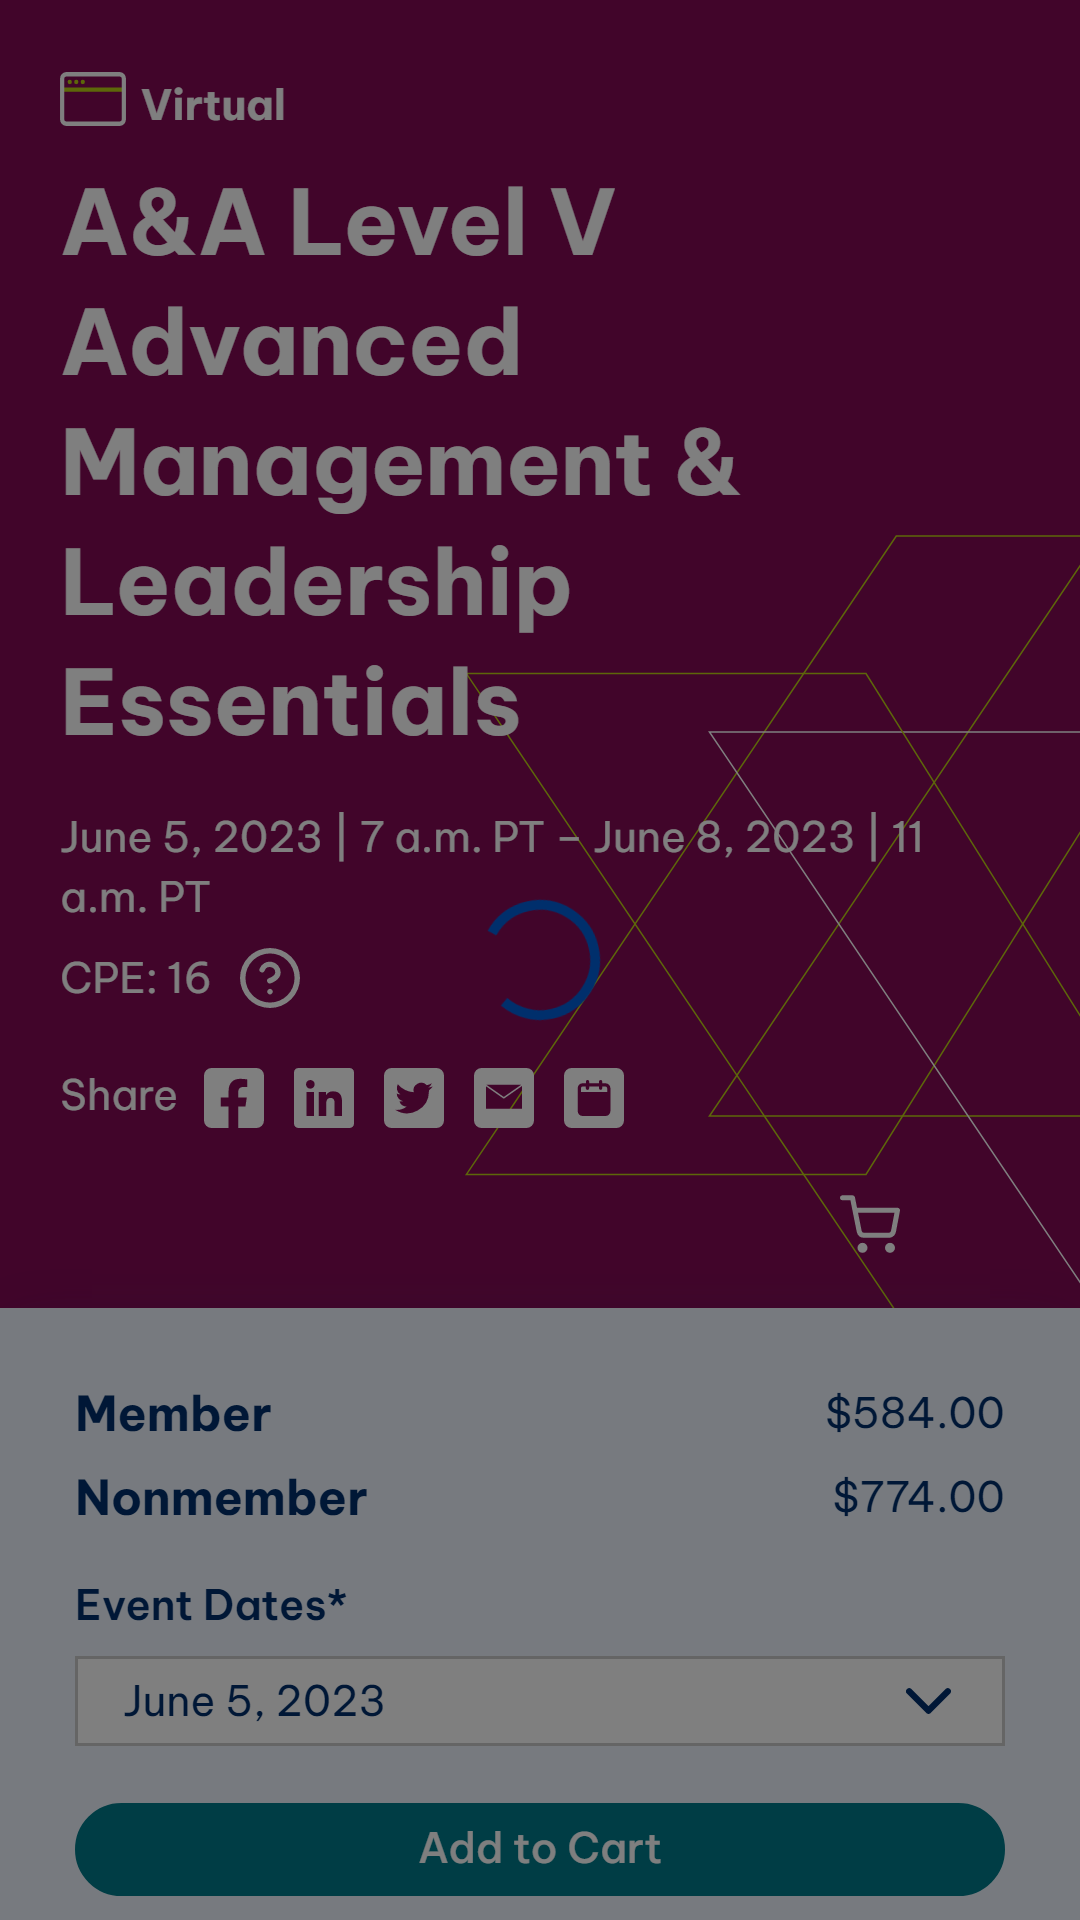 Virtual
A&A Level V
Advanced
Management &
Leadership
Essentials
June 5, 2023 | 7 a.m. PT – June 8, 2023 | 11
a.m. PT
CPE: 16
Share
Member $584.00
Nonmember $774.00
Event Dates*
June 5, 2023
Add to Cart